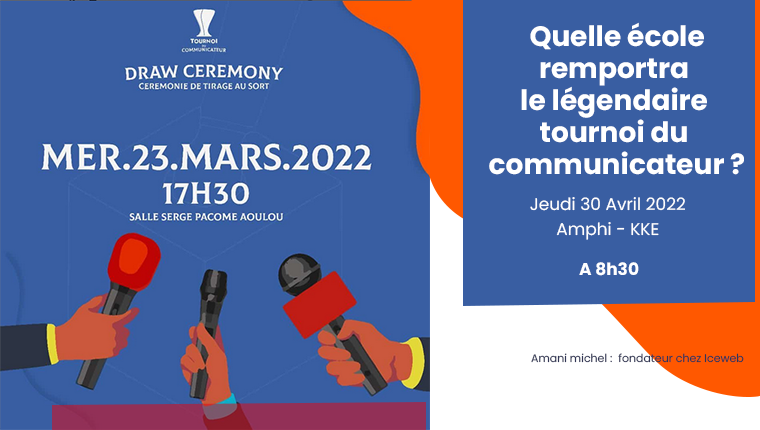 TOURNOI
DU
COMMUNICATEUR
DRAW CEREMONY
CEREMONIE DE TIRAGE AU SORT
MER.23.MARS.2022
17H30
SALLE SERGE PACOME AOULOU
Quelle école
remportra
le légendaire
tournoi du
communicateur ?
Jeudi 30 Avril 2022
Amphi - KKE
A 8h30
Amani michel : fondateur chez Iceweb